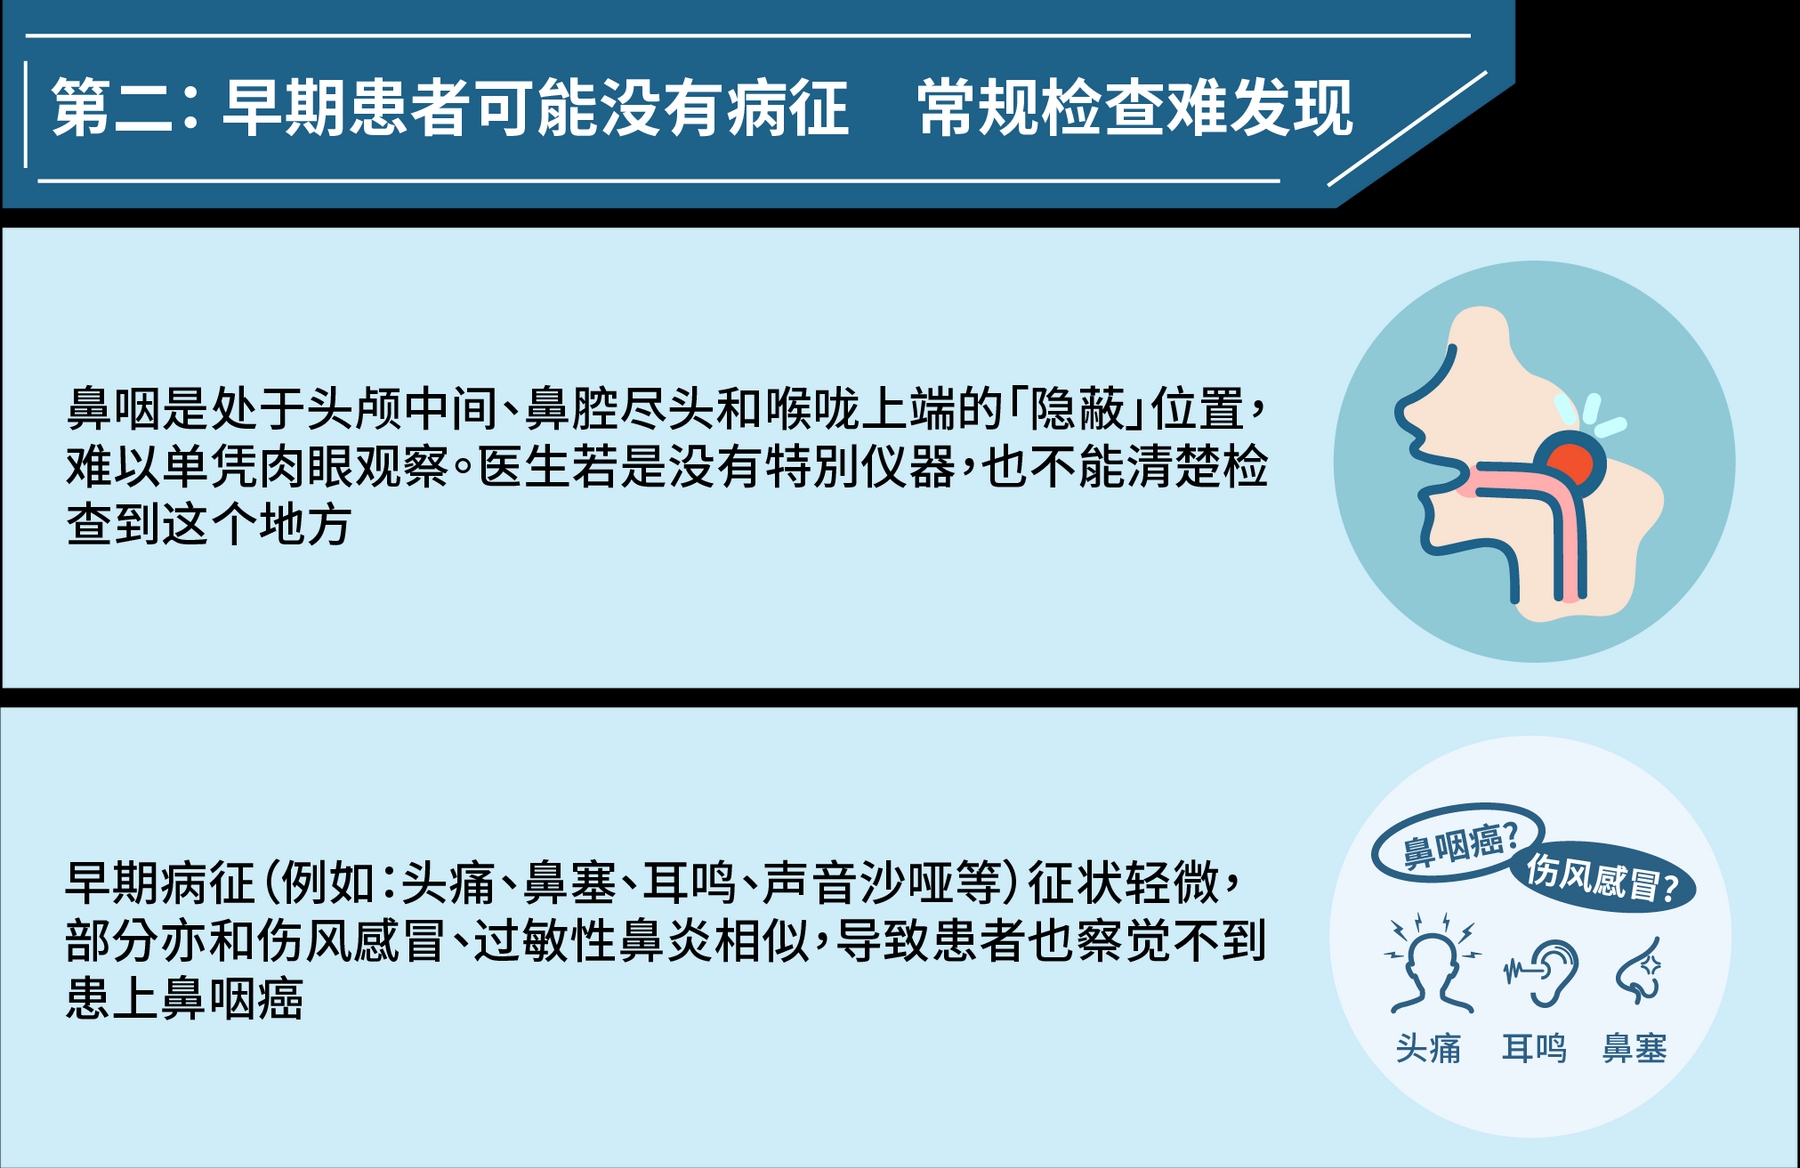 第二：早期患者可能没有病征　常规检查难发现
鼻咽是处于头颅中间、鼻腔尽头和喉咙上端的「隐蔽」位置，
难以单凭肉眼观察。医生若是没有特別仪器，也不能清楚检
查到这个地方
早期病征（例如：头痛、鼻塞、耳鸣、声音沙哑等）征状轻微，
部分亦和伤风感冒、过敏性鼻炎相似，导致患者也察觉不到
患上鼻咽癌
鼻咽癌？
伤风感冒？
头痛
耳鸣
鼻塞